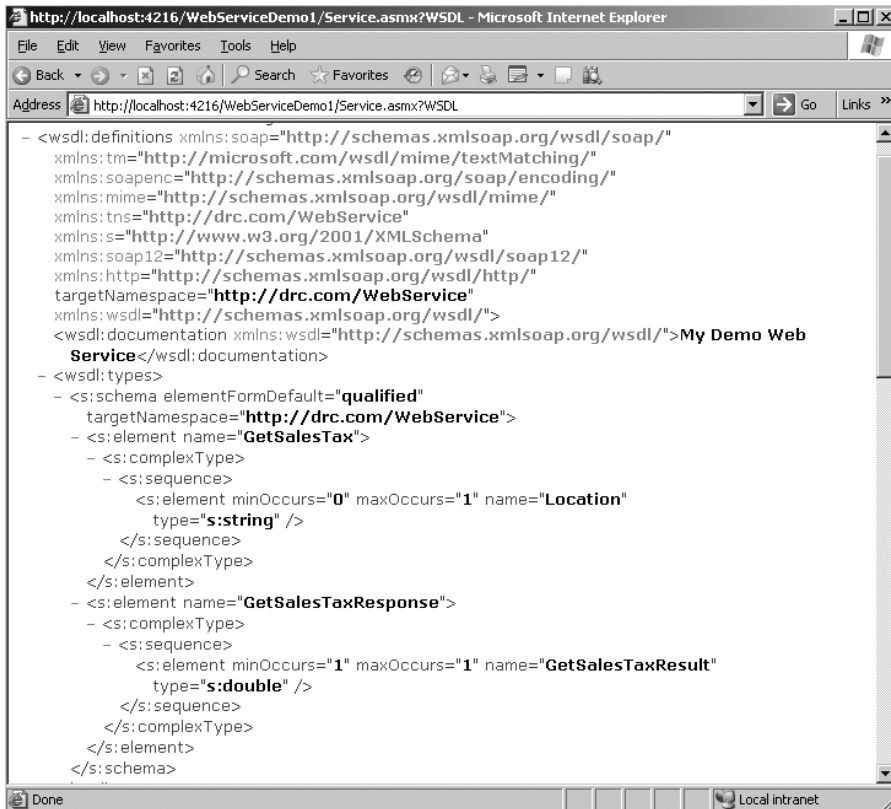 http://localhost:4216/WebServiceDemo1/Service.asmx?WSDL - Microsoft Internet Explorer
File Edit View Favorites Tools Help
Back Search Favorites
Address http://localhost:4216/WebServiceDemo1/Service.asmx?WSDL Go Links »
- <wsdl:definitions xmlns:soap="http://schemas.xmlsoap.org/wsdl/soap/"
xmlns:tm="http://microsoft.com/wsdl/mime/textMatching/"
xmlns:soapenc="http://schemas.xmlsoap.org/soap/encoding/"
xmlns:mime="http://schemas.xmlsoap.org/wsdl/mime/"
xmlns:tns="http://drc.com/WebService"
xmlns:s="http://www.w3.org/2001/XMLSchema"
xmlns:soap12="http://schemas.xmlsoap.org/wsdl/soap12/"
xmlns:http="http://schemas.xmlsoap.org/wsdl/http/"
targetNamespace="http://drc.com/WebService"
xmlns:wsdl="http://schemas.xmlsoap.org/wsdl/">
<wsdl:documentation xmlns:wsdl="http://schemas.xmlsoap.org/wsdl/">My Demo Web
Service</wsdl:documentation>
- <wsdl:types>
- <s:schema elementFormDefault="qualified"
targetNamespace="http://drc.com/WebService">
- <s:element name="GetSalesTax">
- <s:complexType>
- <s:sequence>
<s:element minOccurs="0" maxOccurs="1" name="Location"
type="s:string" />
</s:sequence>
</s:complexType>
</s:element>
- <s:element name="GetSalesTaxResponse">
- <s:complexType>
- <s:sequence>
<s:element minOccurs="1" maxOccurs="1" name="GetSalesTaxResult"
type="s:double" />
</s:sequence>
</s:complexType>
</s:element>
</s:schema>
Done Local intranet